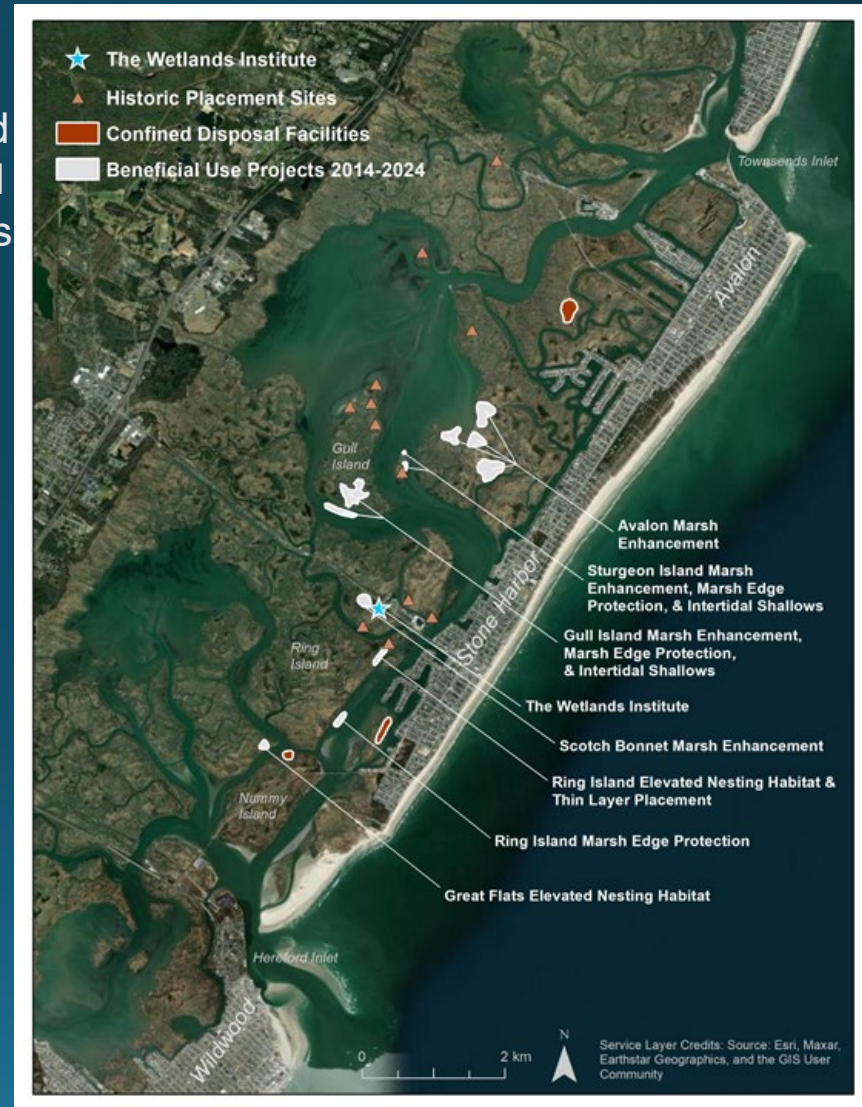 d
l
s
The Wetlands Institute
Historic Placement Sites
Confined Disposal Facilities
Beneficial Use Projects 2014-2024
Townsends Inlet
Avalon
Gull
Island
Avalon Marsh
Enhancement
Sturgeon Island Marsh
Enhancement, Marsh Edge
Protection, & Intertidal Shallows
Stone Harbor
Gull Island Marsh Enhancement,
Marsh Edge Protection,
& Intertidal Shallows
Ring
Island
The Wetlands Institute
Scotch Bonnet Marsh Enhancement
Ring Island Elevated Nesting Habitat &
Thin Layer Placement
Nummy
Island
Ring Island Marsh Edge Protection
Great Flats Elevated Nesting Habitat
Hereford Inlet
Wildwood
0 2 km
N
Service Layer Credits: Source: Esri, Maxar,
Earthstar Geographics, and the GIS User
Community